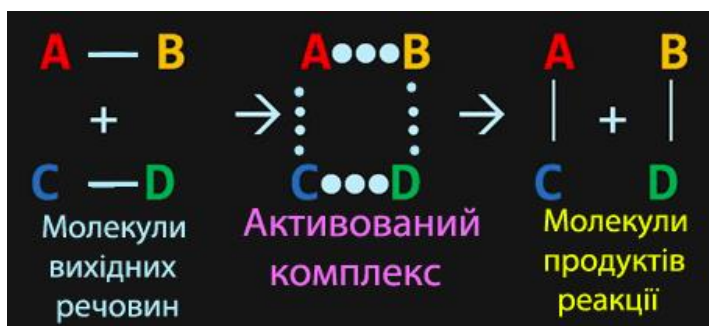 A — B → A•••B → A B
+ +
C — D C•••D C D
Молекули
вихідних
речовин
Активований
комплекс
Молекули
продуктів
реакції